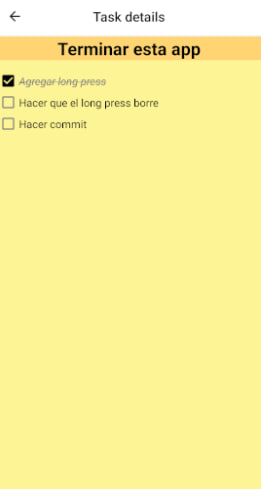 Task details
Terminar esta app
Agregar long press
Hacer que el long press borre
Hacer commit